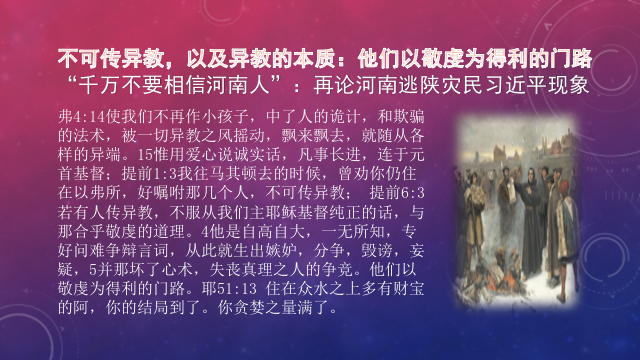 不可传异教，以及异教的本质：他们以敬虔为得利的门路
“千万不要相信河南人”：再论河南逃陕灾民习近平现象
弗4:14使我们不再作小孩子，中了人的诡计，和欺骗
的法术，被一切异教之风摇动，飘来飘去，就随从各
样的异端。15惟用爱心说诚实话，凡事长进，连于元
首基督；提前1:3我往马其顿去的时候，曾劝你仍住
在以弗所，好嘱咐那几个人，不可传异教； 提前6:3
若有人传异教，不服从我们主耶稣基督纯正的话，与
那合乎敬虔的道理。4他是自高自大，一无所知，专
好问难争辩言词，从此就生出嫉妒，分争，毁谤，妄
疑，5并那坏了心术，失丧真理之人的争竞。他们以
敬虔为得利的门路。耶51:13 住在众水之上多有财宝
的阿，你的结局到了。你贪婪之量满了。